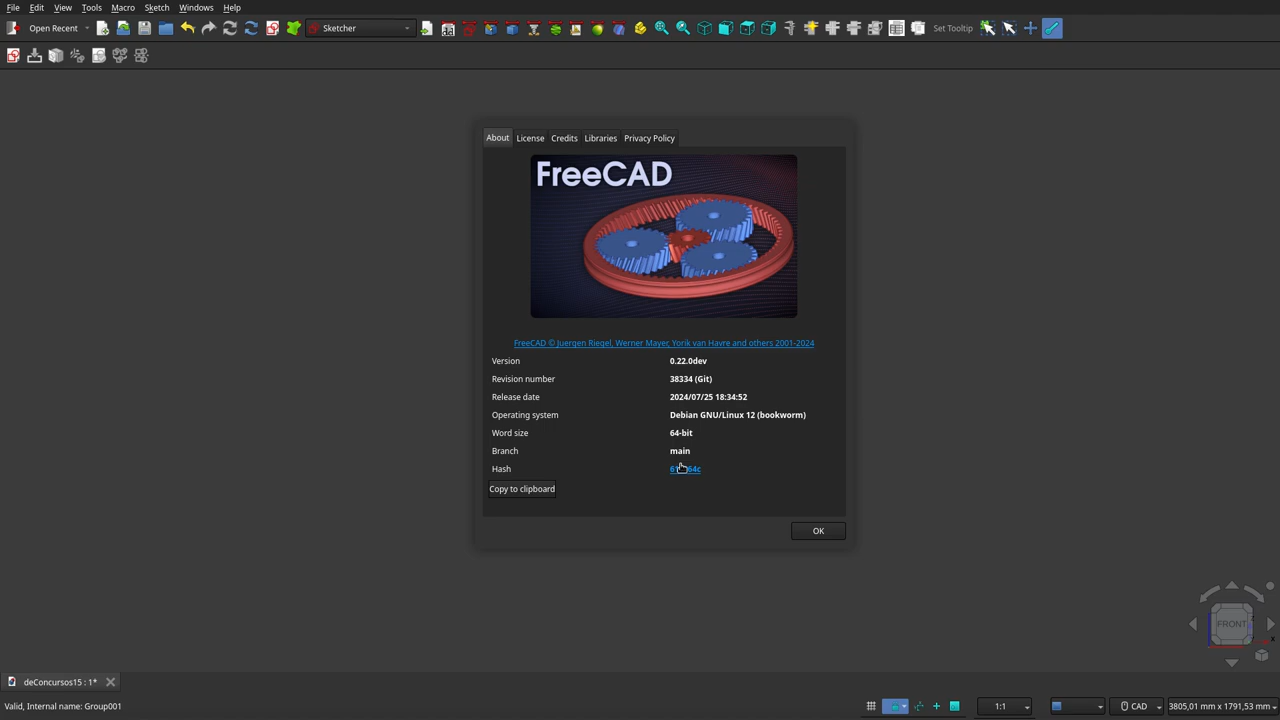 File Edit View Tools Macro Sketch Windows Help
Open Recent Sketcher Set Tooltip
About License Credits Libraries Privacy Policy
FreeCAD
FreeCAD © Juergen Riegel, Werner Mayer, Yorik van Havre and others 2001-2024
Version 0.22.0dev
Revision number 38334 (Git)
Release date 2024/07/25 18:34:52
Operating system Debian GNU/Linux 12 (bookworm)
Word size 64-bit
Branch main
Hash
Copy to clipboard
OK
FRONT
deConcursos15 : 1*
Valid, Internal name: Group001 1:1 CAD 3805,01 mm x 1791,53 mm